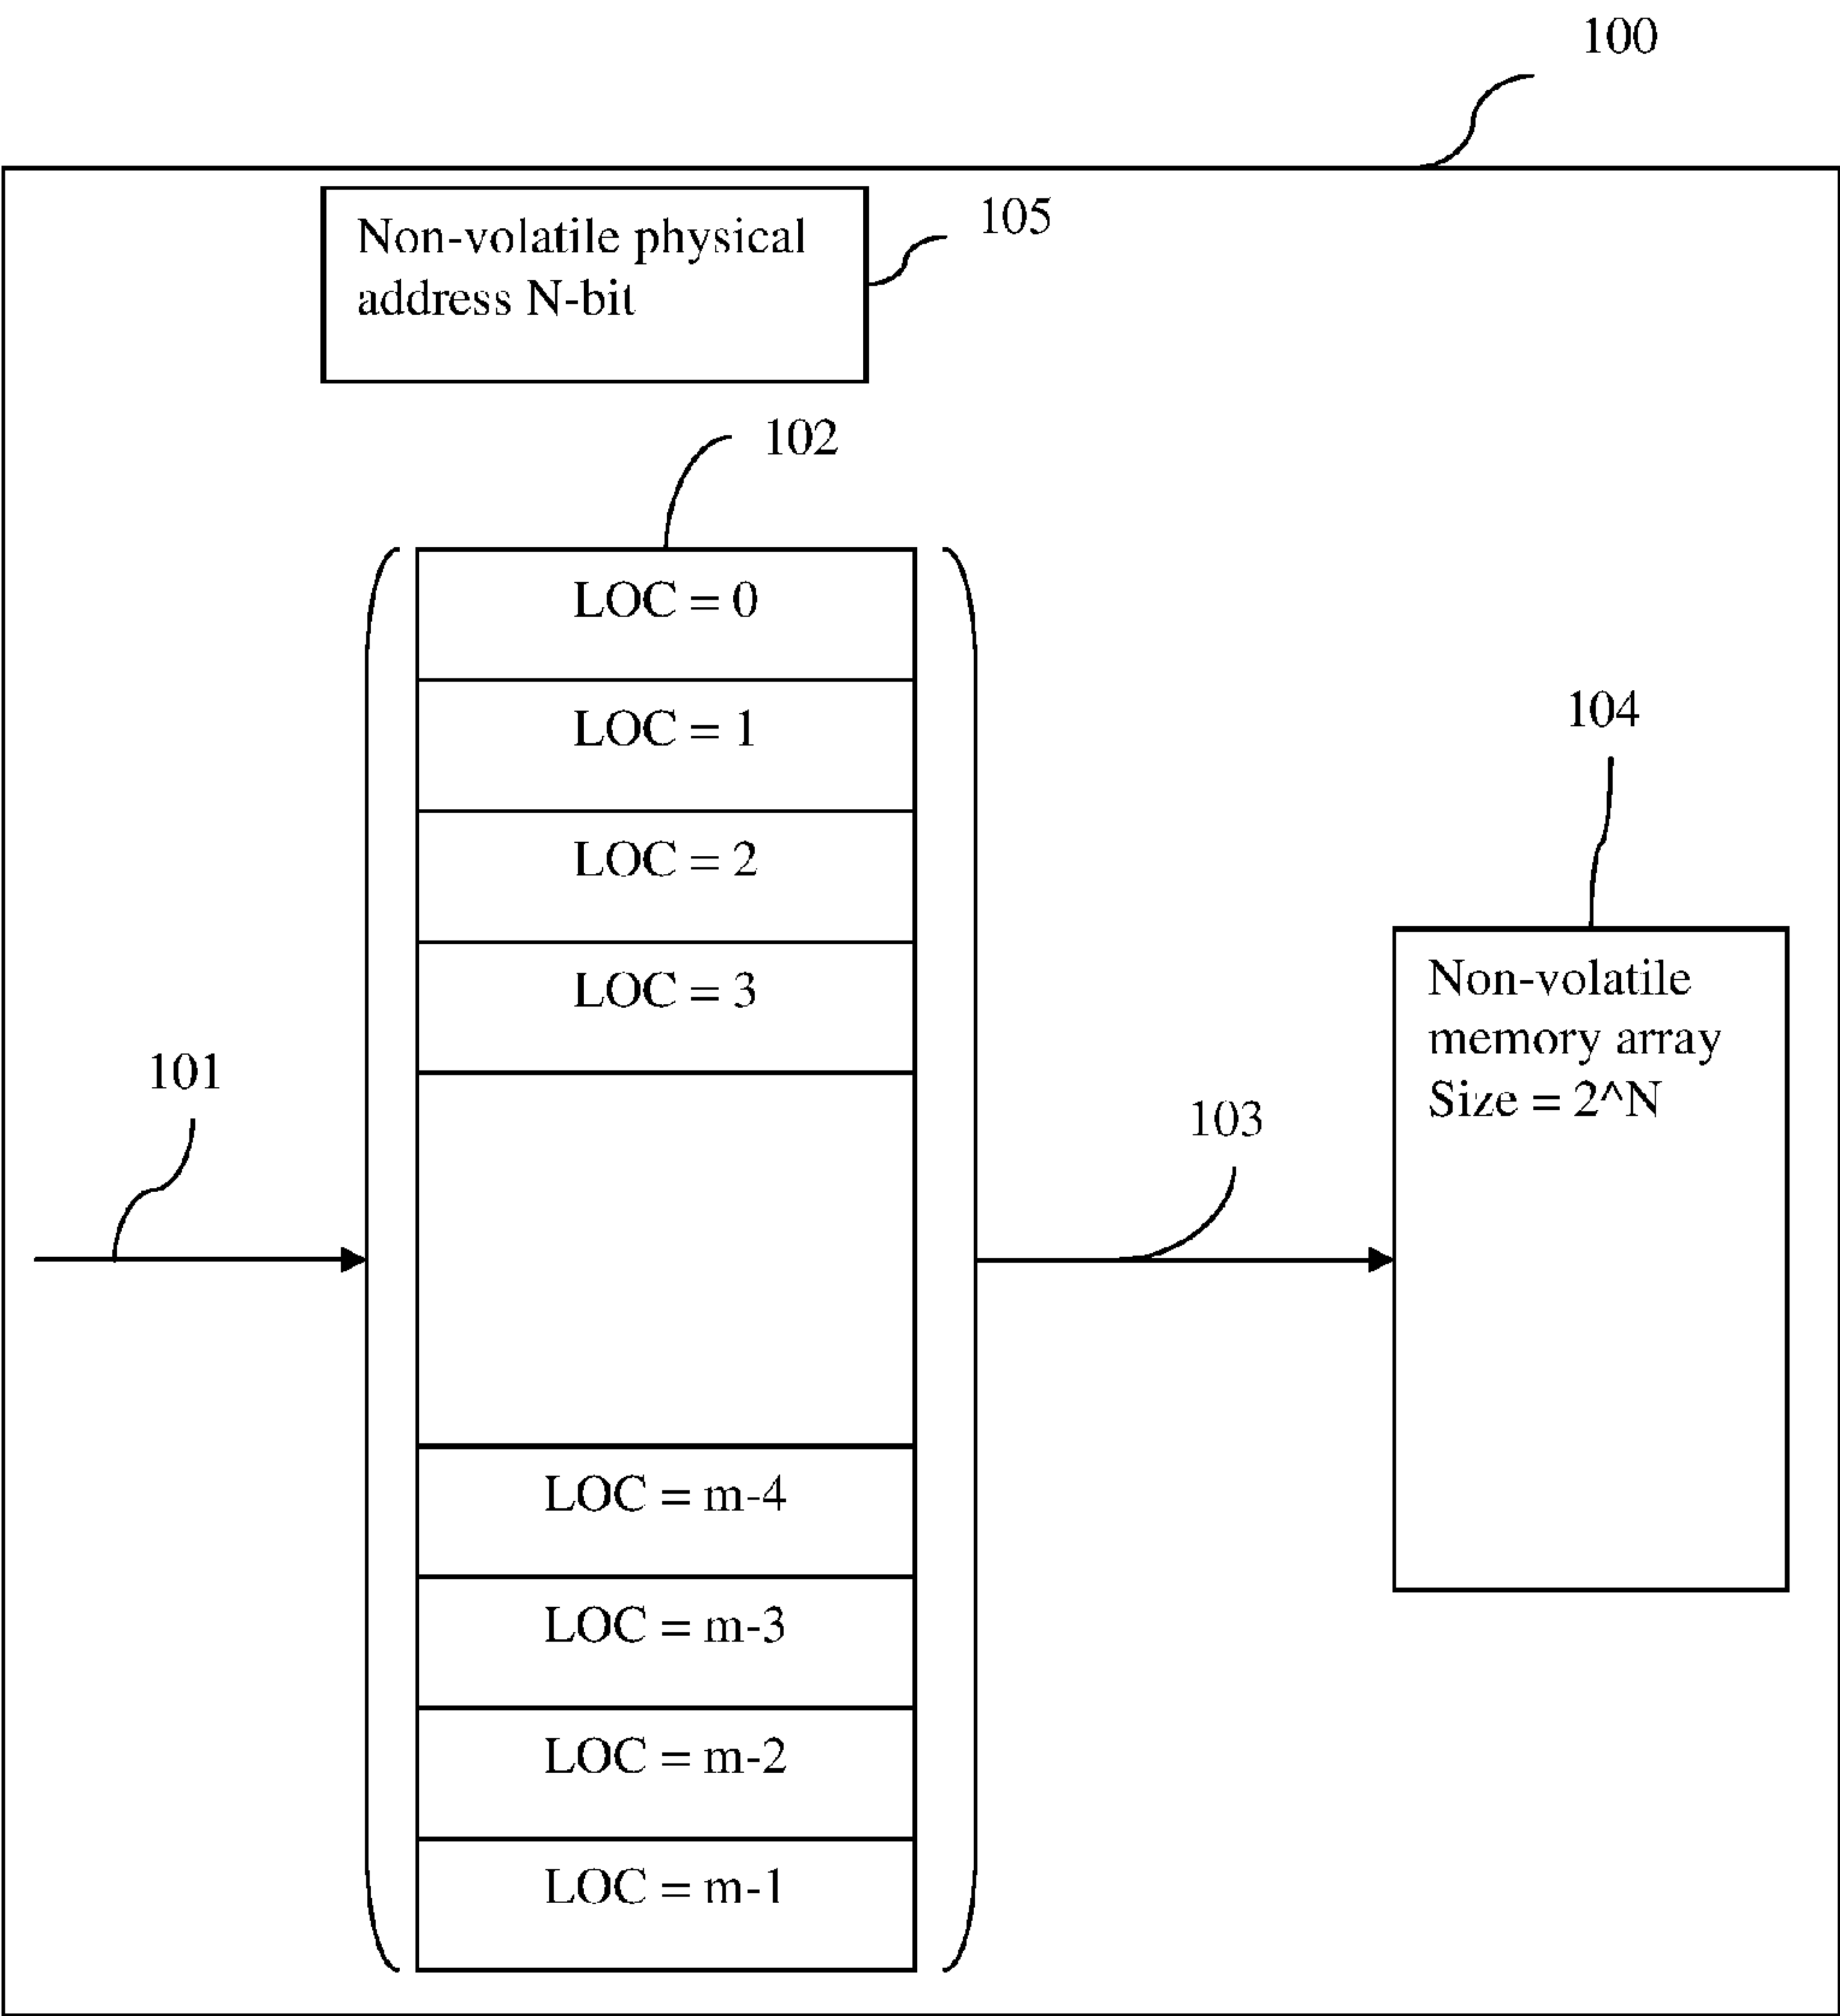 100
Non-volatile physical
address N-bit
105
102
LOC = 0
LOC = 1
LOC = 2
LOC = 3
104
Non-volatile
memory array
Size = 2^N
101
103
LOC = m-4
LOC = m-3
LOC = m-2
LOC = m-1